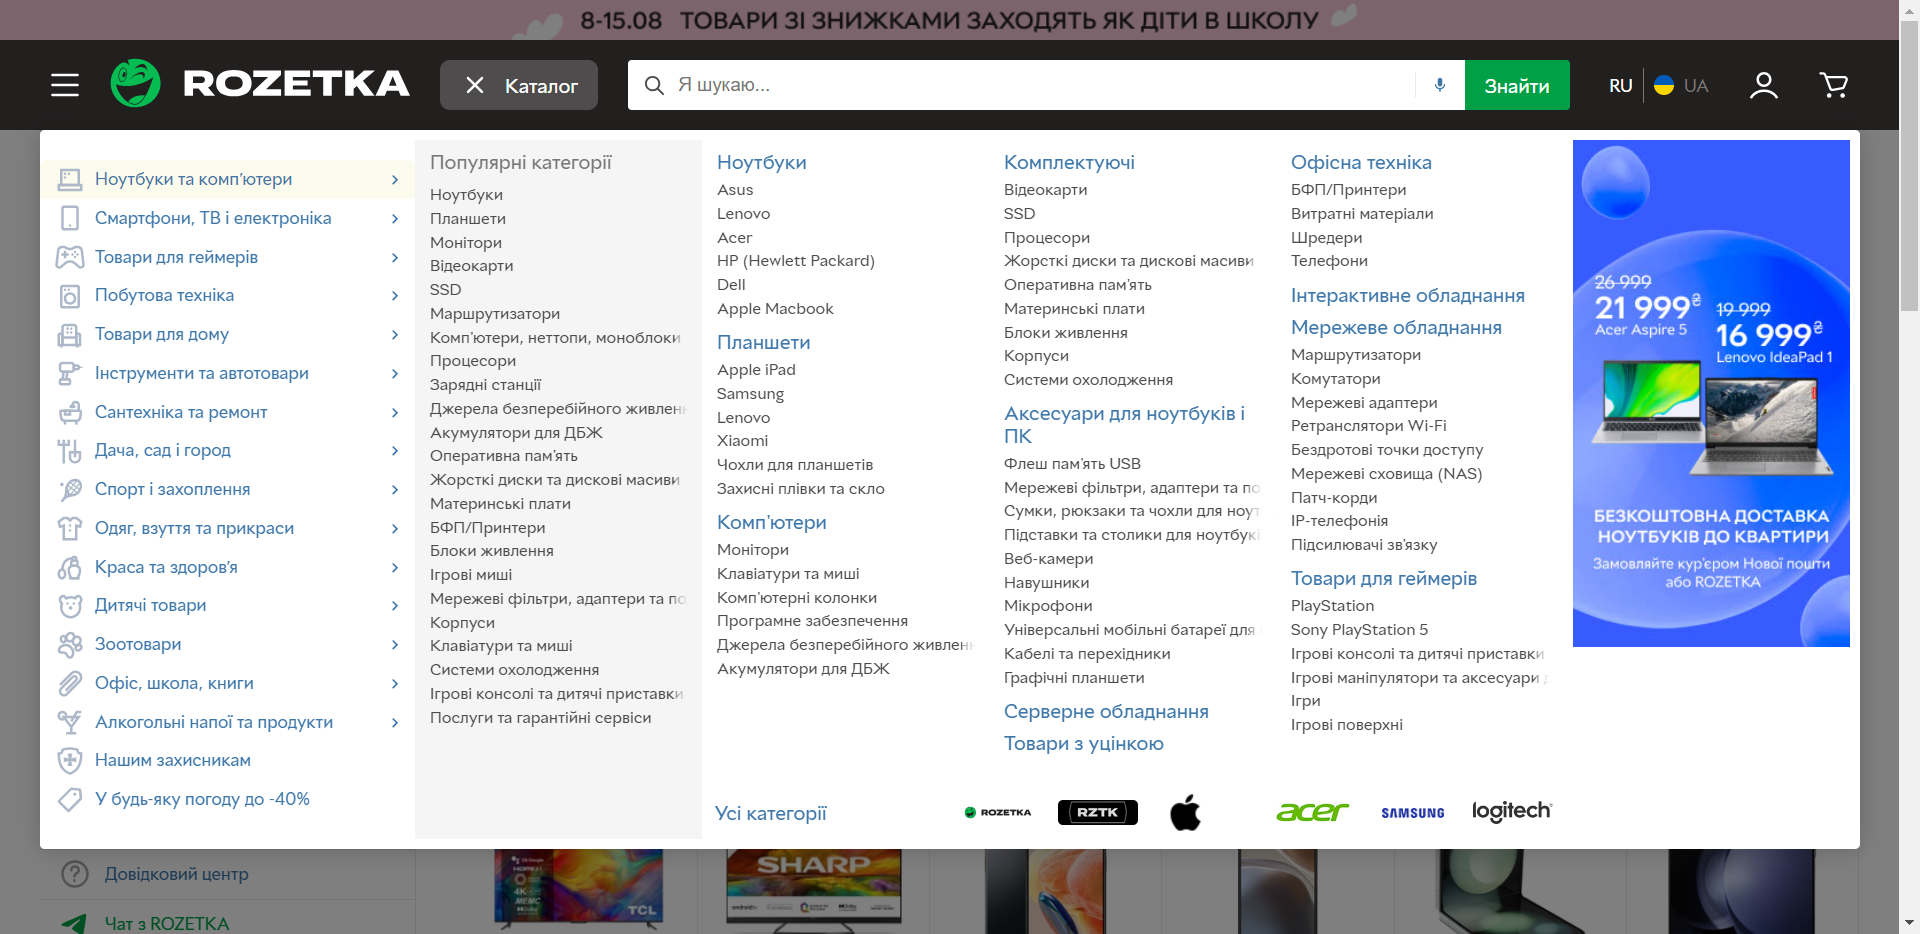 8-15.08 ТОВАРИ ЗІ ЗНИЖКАМИ ЗАХОДЯТЬ ЯК ДІТИ В ШКОЛУ
ROZETKA
Каталог
Я шукаю...
Знайти
RU
UA
Ноутбуки та комп'ютери
Смартфони, ТВ і електроніка
Товари для геймерів
Побутова техніка
Товари для дому
Інструменти та автотовари
Сантехніка та ремонт
Дача, сад і город
Спорт і захоплення
Одяг, взуття та прикраси
Краса та здоров'я
Дитячі товари
Зоотовари
Офіс, школа, книги
Алкогольні напої та продукти
Нашим захисникам
У будь-яку погоду до -40%
Популярні категорії
Ноутбуки
Планшети
Монітори
Відеокарти
SSD
Маршрутизатори
Комп'ютери, неттопи, моноблоки
Процесори
Зарядні станції
Джерела безперебійного живлен
Акумулятори для ДБЖ
Оперативна пам'ять
Жорсткі диски та дискові масиви
Материнські плати
БФП/Принтери
Блоки живлення
Ігрові миші
Мережеві фільтри, адаптери та по
Корпуси
Клавіатури та миші
Системи охолодження
Ігрові консолі та дитячі приставки
Послуги та гарантійні сервіси
Ноутбуки
Asus
Lenovo
Acer
HP (Hewlett Packard)
Dell
Apple Macbook
Планшети
Apple iPad
Samsung
Lenovo
Xiaomi
Чохли для планшетів
Захисні плівки та скло
Комп'ютери
Монітори
Клавіатури та миші
Комп'ютерні колонки
Програмне забезпечення
Джерела безперебійного живлен
Акумулятори для ДБЖ
Комплектуючі
Відеокарти
SSD
Процесори
Жорсткі диски та дискові масиви
Оперативна пам'ять
Материнські плати
Блоки живлення
Корпуси
Системи охолодження
Аксесуари для ноутбуків і
ПК
Флеш пам'ять USB
Мережеві фільтри, адаптери та по
Сумки, рюкзаки та чохли для ноут
Підставки та столики для ноутбукі
Веб-камери
Навушники
Мікрофони
Універсальні мобільні батареї для
Кабелі та перехідники
Графічні планшети
Серверне обладнання
Товари з уцінкою
Офісна техніка
БФП/Принтери
Витратні матеріали
Шредери
Телефони
Інтерактивне обладнання
Мережеве обладнання
Маршрутизатори
Комутатори
Мережеві адаптери
Ретранслятори Wi-Fi
Бездротові точки доступу
Мережеві сховища (NAS)
Патч-корди
IP-телефонія
Підсилювачі зв'язку
Товари для геймерів
PlayStation
Sony PlayStation 5
Ігрові консолі та дитячі приставки
Ігрові маніпулятори та аксесуари
Ігри
Ігрові поверхні
26 999
21 999₴
Acer Aspire 5
19 999
16 999₴
Lenovo IdeaPad 1
БЕЗКОШТОВНА ДОСТАВКА
НОУТБУКІВ ДО КВАРТИРИ
Замовляйте кур'єром Нової пошти
або ROZETKA
Усі категорії
ROZETKA
RZTK
acer
SAMSUNG
logitech
Довідковий центр
Чат з ROZETKA
HDMI
4K
MEMC
TCL
SHARP